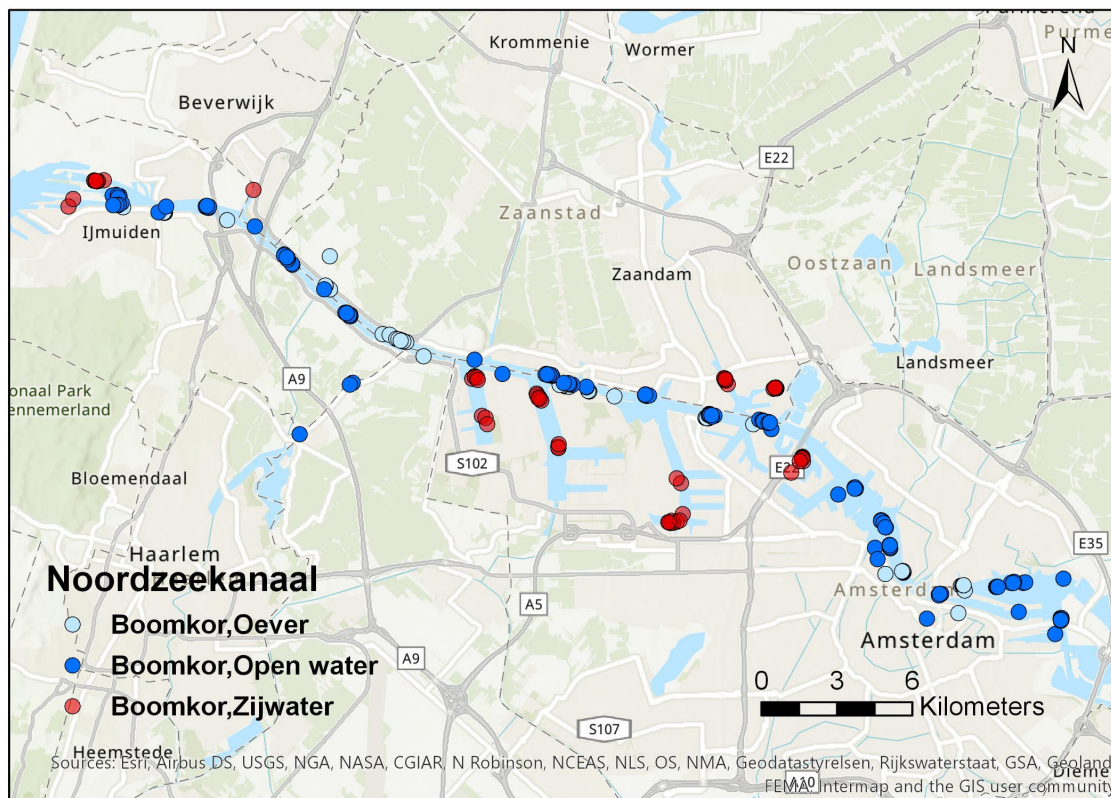 Purme
Krommenie
Wormer
N
Beverwijk
E22
Zaanstad
IJmuiden
Zaandam
Oostzaan
Landsmeer
A9
Landsmeer
onaal Park
ennemerland
S102
Bloemendaal
Haarlem
E35
Noordzeekanaal
Amsterdam
A5
Boomkor,Oever
Amsterdam
Boomkor,Open water
A9
Boomkor,Zijwater
0 3 6
Kilometers
S107
Heemstede
Sources: Esri, Airbus DS, USGS, NGA, NASA, CGIAR, N Robinson, NCEAS, NLS, OS, NMA, Geodatastyrelsen, Rijkswaterstaat, GSA, Geoland
Dieme
A10
FEMA, Intermap and the GIS user community